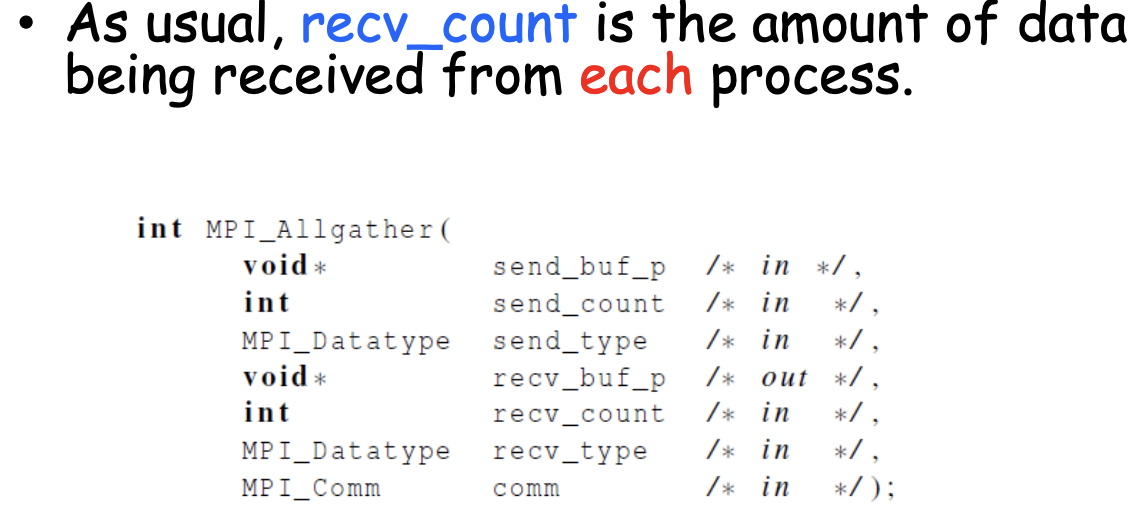 • As usual, recv_count is the amount of data
being received from each process.
int MPI_Allgather(
void* send_buf_p /* in */,
int send_count /* in */,
MPI_Datatype send_type /* in */,
void* recv_buf_p /* out */,
int recv_count /* in */,
MPI_Datatype recv_type /* in */,
MPI_Comm comm /* in */);